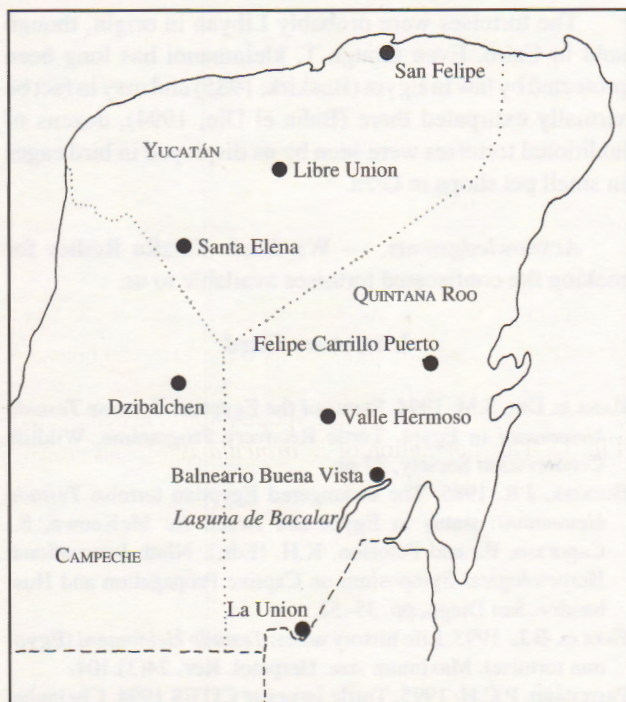 San Felipe
YUCATÁN
Libre Union
Santa Elena
QUINTANA ROO
Felipe Carrillo Puerto
Dzibalchen
Valle Hermoso
Balneario Buena Vista
Laguna de Bacalar
CAMPECHE
La Union